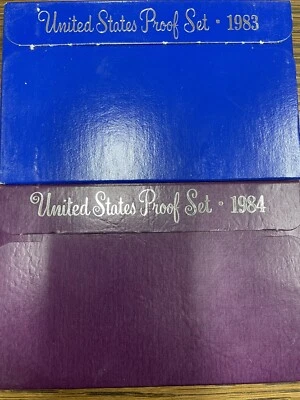 United States Proof Set · 1983
United States Proof Set · 1984